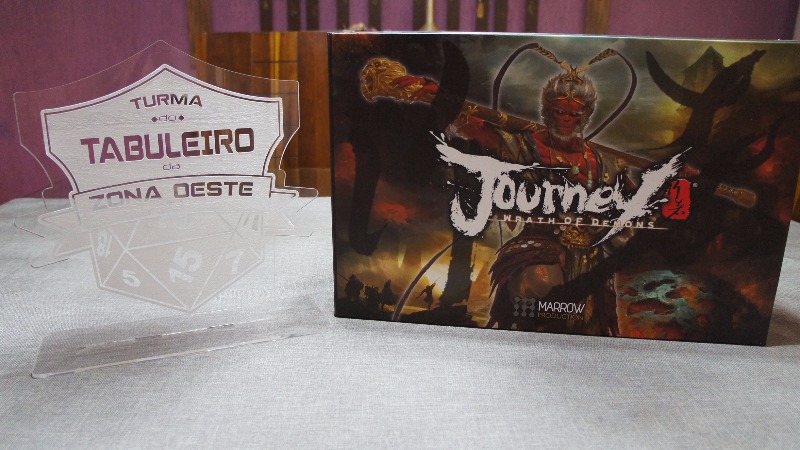 TURMA
do
TABULEIRO
da
ZONA OESTE
5
15
7
JOURNEY
®
WRATH OF DEMONS
MARROW
PRODUCTION